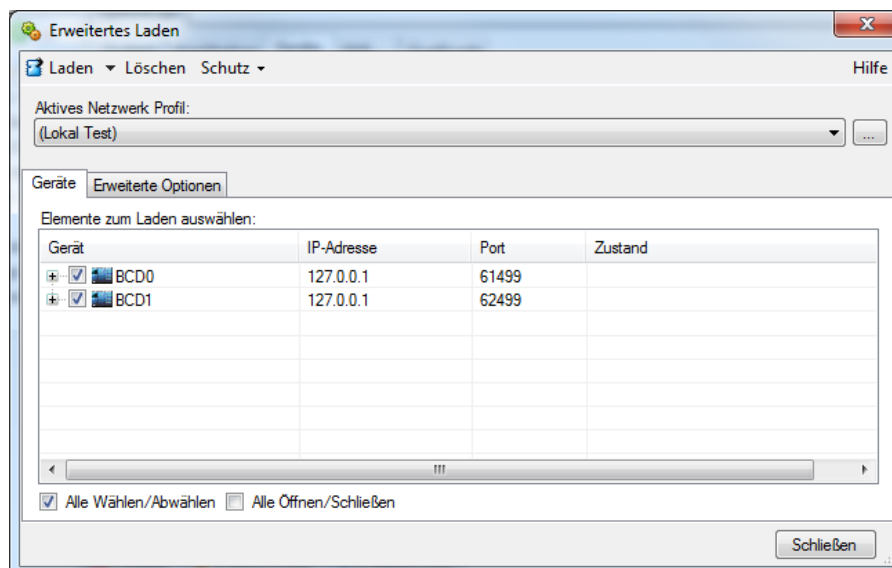 Erweitertes Laden
Laden Löschen Schutz Hilfe
Aktives Netzwerk Profil:
(Lokal Test) ...
Geräte Erweiterte Optionen
Elemente zum Laden auswählen:
Gerät IP-Adresse Port Zustand
BCD0 127.0.0.1 61499
BCD1 127.0.0.1 62499
Alle Wählen/Abwählen Alle Öffnen/Schließen
Schließen